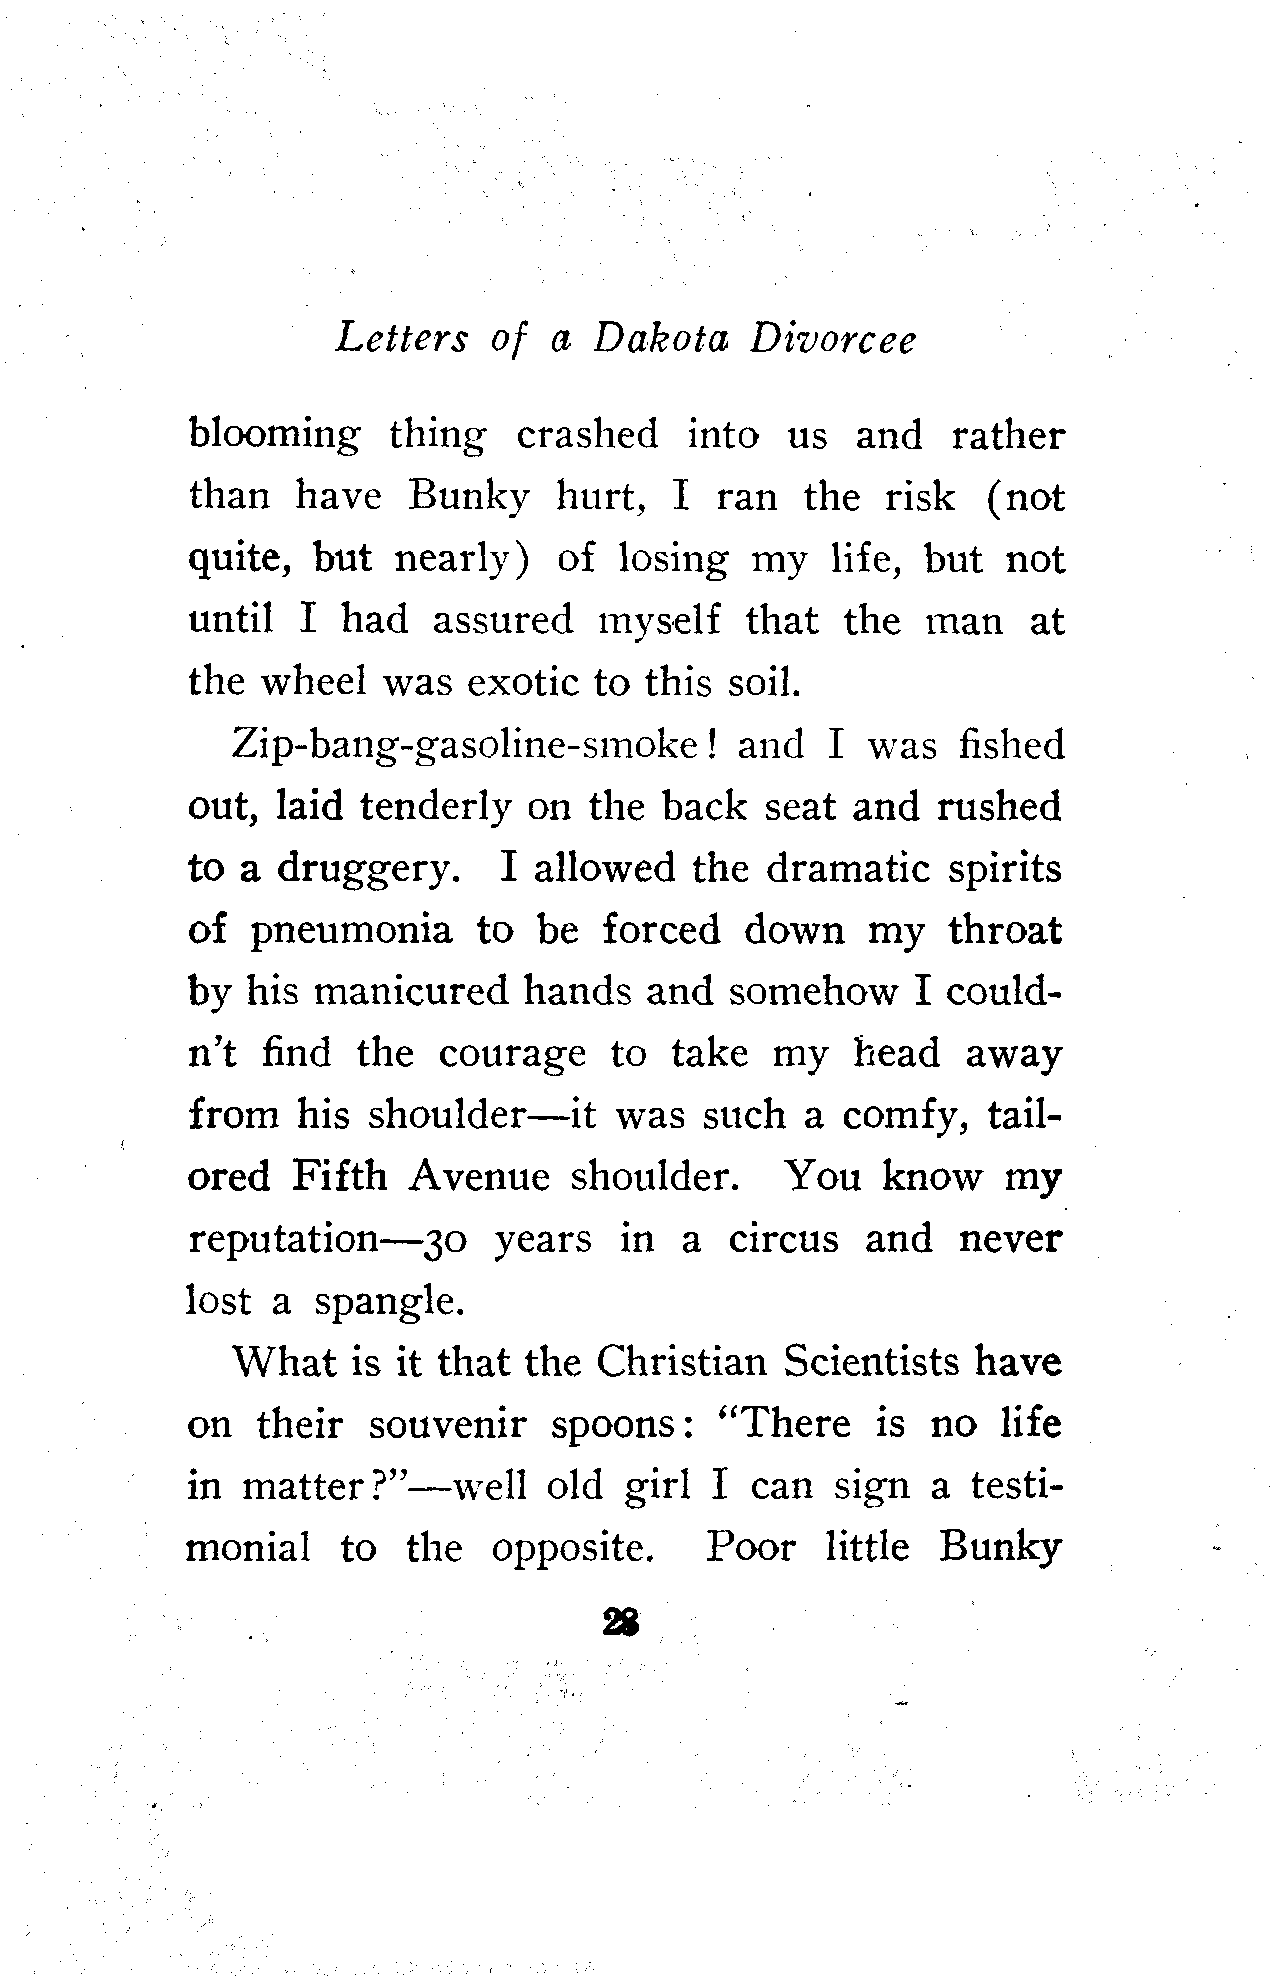 Letters of a Dakota Divorcee
blooming thing crashed into us and rather
than have Bunky hurt, I ran the risk (not
quite, but nearly) of losing my life, but not
until I had assured myself that the man at
the wheel was exotic to this soil.
Zip-bang-gasoline-smoke! and I was fished
out, laid tenderly on the back seat and rushed
to a druggery. I allowed the dramatic spirits
of pneumonia to be forced down my throat
by his manicured hands and somehow I could-
n't find the courage to take my head away
from his shoulder—it was such a comfy, tail-
ored Fifth Avenue shoulder. You know my
reputation—30 years in a circus and never
lost a spangle.
What is it that the Christian Scientists have
on their souvenir spoons: "There is no life
in matter?"—well old girl I can sign a testi-
monial to the opposite. Poor little Bunky
28